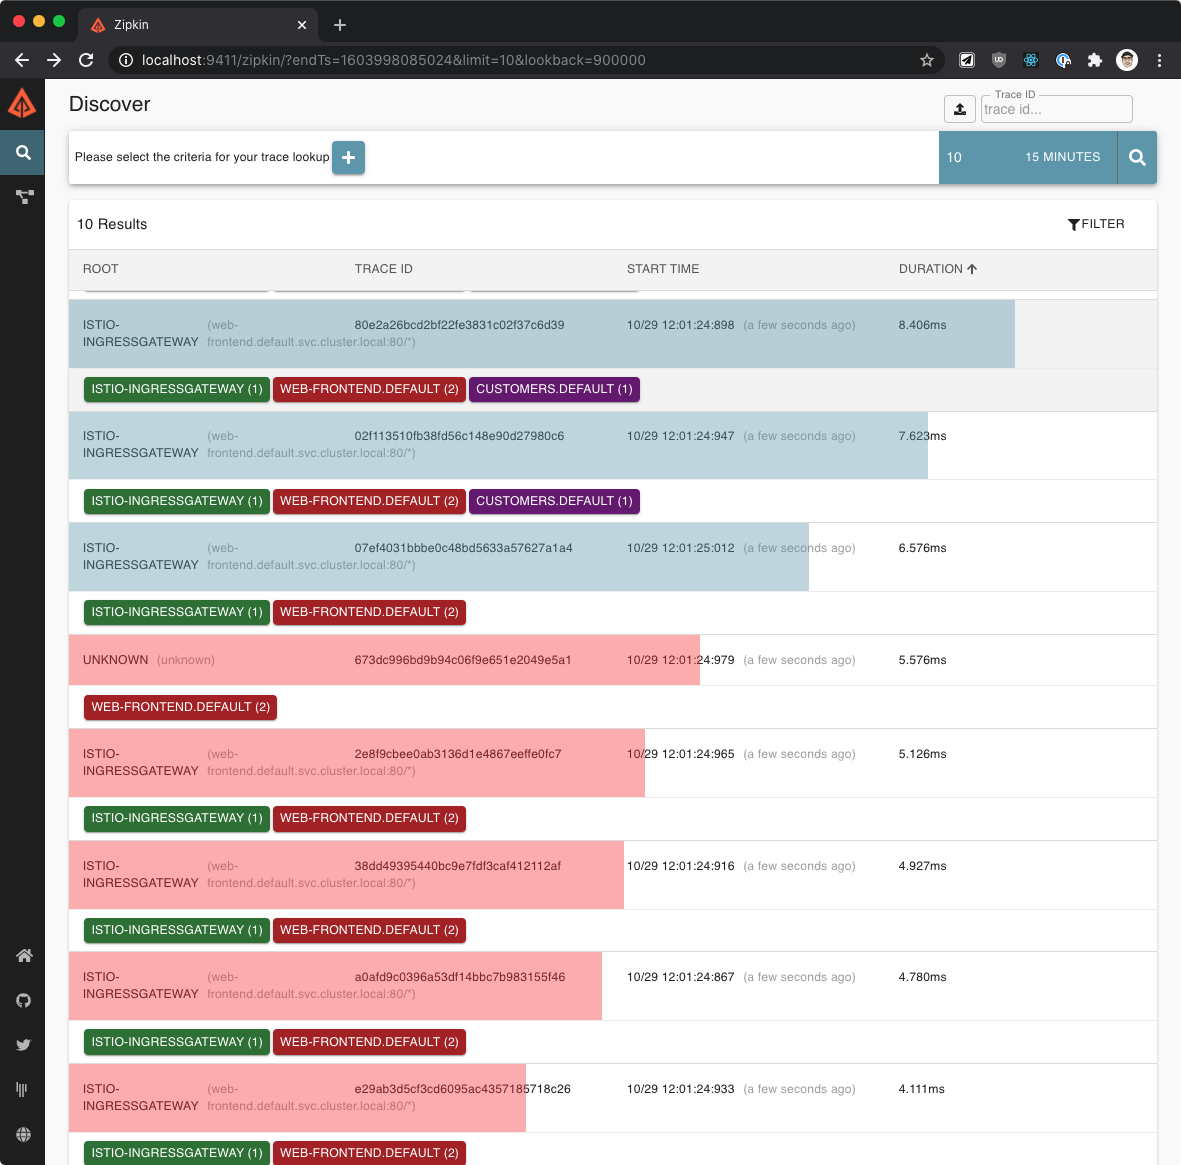 Zipkin
localhost:9411/zipkin/?endTs=1603998085024&limit=10&lookback=900000
Discover
Trace ID
trace id...
Please select the criteria for your trace lookup
10 15 MINUTES
10 Results
FILTER
ROOT TRACE ID START TIME DURATION
ISTIO- (web- 80e2a26bcd2bf22fe3831c02f37c6d39 10/29 12:01:24:898 (a few seconds ago) 8.406ms
INGRESSGATEWAY frontend.default.svc.cluster.local:80/*)
ISTIO-INGRESSGATEWAY (1) WEB-FRONTEND.DEFAULT (2) CUSTOMERS.DEFAULT (1)
ISTIO- (web- 02f113510fb38fd56c148e90d27980c6 10/29 12:01:24:947 (a few seconds ago) 7.623ms
INGRESSGATEWAY frontend.default.svc.cluster.local:80/*)
ISTIO-INGRESSGATEWAY (1) WEB-FRONTEND.DEFAULT (2) CUSTOMERS.DEFAULT (1)
ISTIO- (web- 07ef4031bbbe0c48bd5633a57627a1a4 10/29 12:01:25:012 (a few seconds ago) 6.576ms
INGRESSGATEWAY frontend.default.svc.cluster.local:80/*)
ISTIO-INGRESSGATEWAY (1) WEB-FRONTEND.DEFAULT (2)
UNKNOWN (unknown) 673dc996bd9b94c06f9e651e2049e5a1 10/29 12:01:24:979 (a few seconds ago) 5.576ms
WEB-FRONTEND.DEFAULT (2)
ISTIO- (web- 2e8f9cbee0ab3136d1e4867eeffe0fc7 10/29 12:01:24:965 (a few seconds ago) 5.126ms
INGRESSGATEWAY frontend.default.svc.cluster.local:80/*)
ISTIO-INGRESSGATEWAY (1) WEB-FRONTEND.DEFAULT (2)
ISTIO- (web- 38dd49395440bc9e7fdf3caf412112af 10/29 12:01:24:916 (a few seconds ago) 4.927ms
INGRESSGATEWAY frontend.default.svc.cluster.local:80/*)
ISTIO-INGRESSGATEWAY (1) WEB-FRONTEND.DEFAULT (2)
ISTIO- (web- a0afd9c0396a53df14bbc7b983155f46 10/29 12:01:24:867 (a few seconds ago) 4.780ms
INGRESSGATEWAY frontend.default.svc.cluster.local:80/*)
ISTIO-INGRESSGATEWAY (1) WEB-FRONTEND.DEFAULT (2)
ISTIO- (web- e29ab3d5cf3cd6095ac4357185718c26 10/29 12:01:24:933 (a few seconds ago) 4.111ms
INGRESSGATEWAY frontend.default.svc.cluster.local:80/*)
ISTIO-INGRESSGATEWAY (1) WEB-FRONTEND.DEFAULT (2)